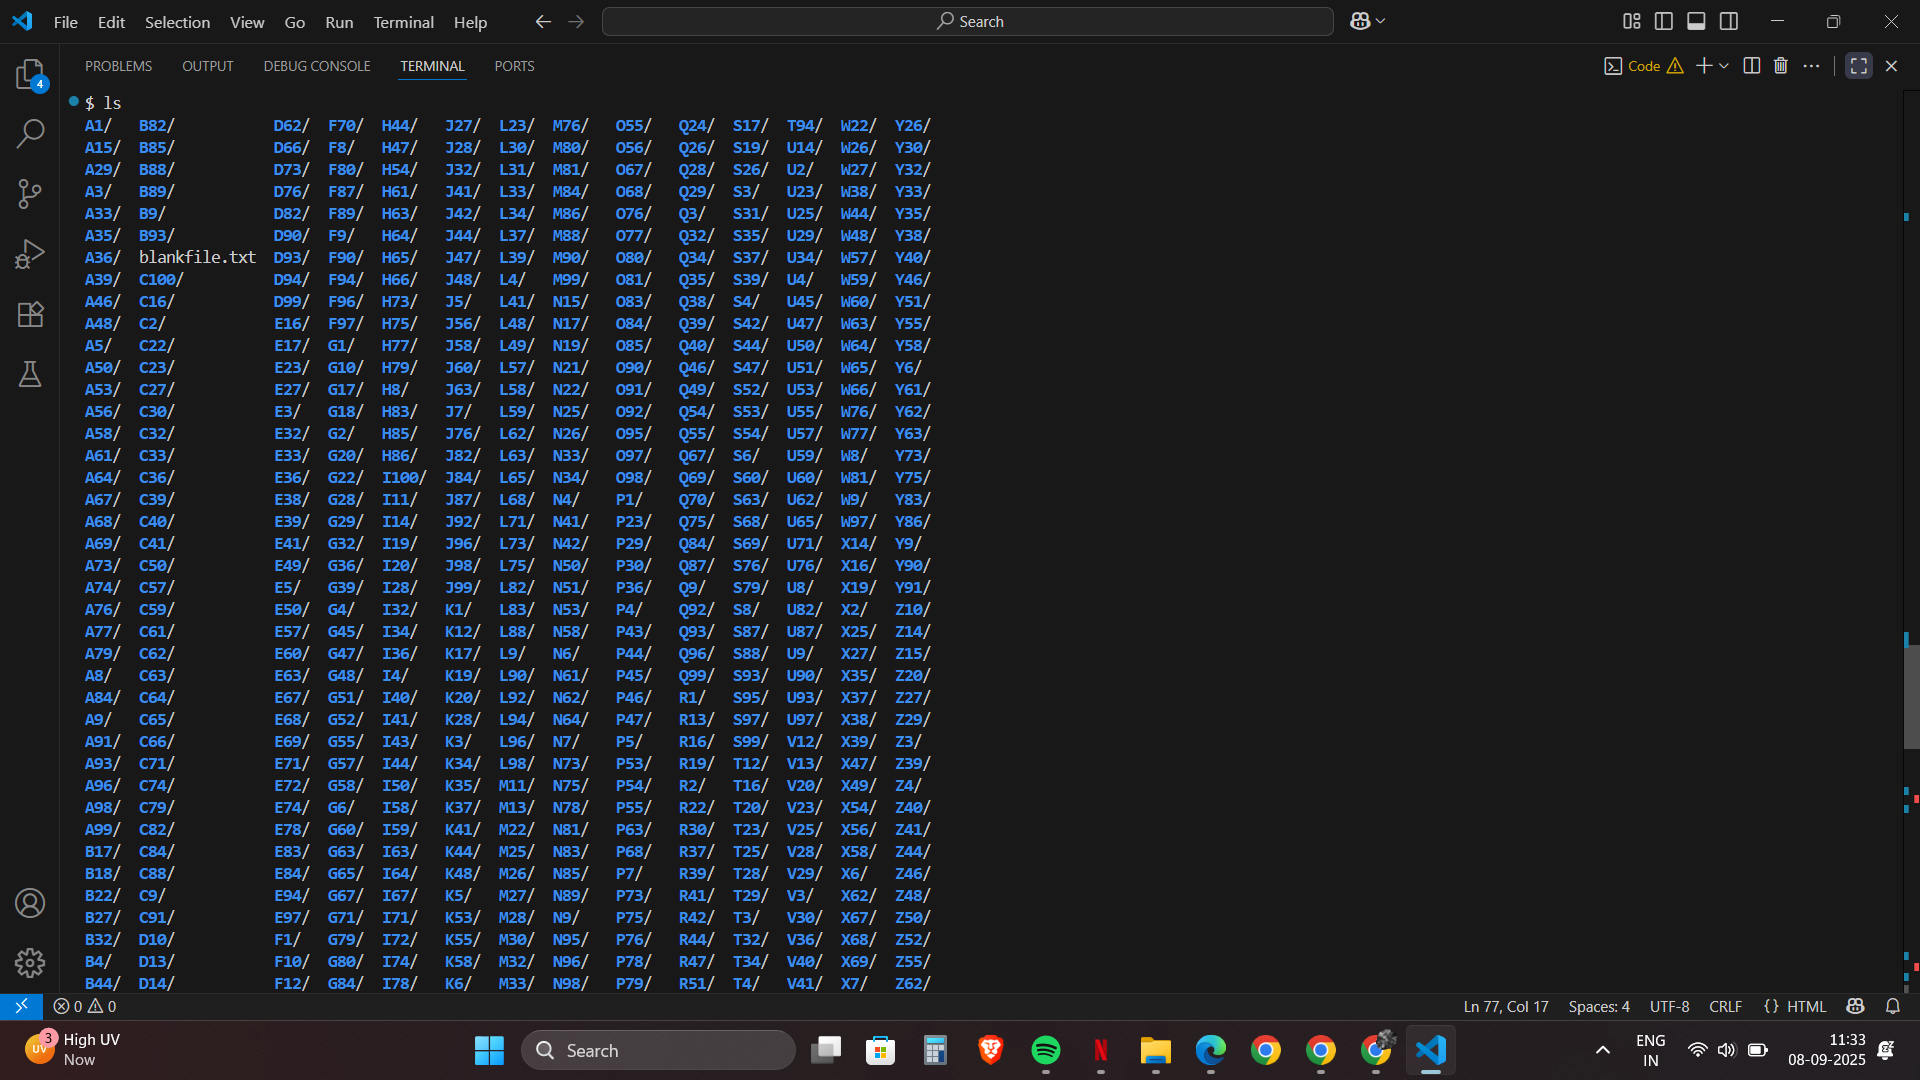 File Edit Selection View Go Run Terminal Help Search
4 PROBLEMS OUTPUT DEBUG CONSOLE TERMINAL PORTS Code
$ ls
A1/ B82/ D62/ F70/ H44/ J27/ L23/ M76/ O55/ Q24/ S17/ T94/ W22/ Y26/
A15/ B85/ D66/ F8/ H47/ J28/ L30/ M80/ O56/ Q26/ S19/ U14/ W26/ Y30/
A29/ B88/ D73/ F80/ H54/ J32/ L31/ M81/ O67/ Q28/ S26/ U2/ W27/ Y32/
A3/ B89/ D76/ F87/ H61/ J41/ L33/ M84/ O68/ Q29/ S3/ U23/ W38/ Y33/
A33/ B9/ D82/ F89/ H63/ J42/ L34/ M86/ O76/ Q3/ S31/ U25/ W44/ Y35/
A35/ B93/ D90/ F9/ H64/ J44/ L37/ M88/ O77/ Q32/ S35/ U29/ W48/ Y38/
A36/ blankfile.txt D93/ F90/ H65/ J47/ L39/ M90/ O80/ Q34/ S37/ U34/ W57/ Y40/
A39/ C100/ D94/ F94/ H66/ J48/ L4/ M99/ O81/ Q35/ S39/ U4/ W59/ Y46/
A46/ C16/ D99/ F96/ H73/ J5/ L41/ N15/ O83/ Q38/ S4/ U45/ W60/ Y51/
A48/ C2/ E16/ F97/ H75/ J56/ L48/ N17/ O84/ Q39/ S42/ U47/ W63/ Y55/
A5/ C22/ E17/ G1/ H77/ J58/ L49/ N19/ O85/ Q40/ S44/ U50/ W64/ Y58/
A50/ C23/ E23/ G10/ H79/ J60/ L57/ N21/ O90/ Q46/ S47/ U51/ W65/ Y6/
A53/ C27/ E27/ G17/ H8/ J63/ L58/ N22/ O91/ Q49/ S52/ U53/ W66/ Y61/
A56/ C30/ E3/ G18/ H83/ J7/ L59/ N25/ O92/ Q54/ S53/ U55/ W76/ Y62/
A58/ C32/ E32/ G2/ H85/ J76/ L62/ N26/ O95/ Q55/ S54/ U57/ W77/ Y63/
A61/ C33/ E33/ G20/ H86/ J82/ L63/ N33/ O97/ Q67/ S6/ U59/ W8/ Y73/
A64/ C36/ E36/ G22/ I100/ J84/ L65/ N34/ O98/ Q69/ S60/ U60/ W81/ Y75/
A67/ C39/ E38/ G28/ I11/ J87/ L68/ N4/ P1/ Q70/ S63/ U62/ W9/ Y83/
A68/ C40/ E39/ G29/ I14/ J92/ L71/ N41/ P23/ Q75/ S68/ U65/ W97/ Y86/
A69/ C41/ E41/ G32/ I19/ J96/ L73/ N42/ P29/ Q84/ S69/ U71/ X14/ Y9/
A73/ C50/ E49/ G36/ I20/ J98/ L75/ N50/ P30/ Q87/ S76/ U76/ X16/ Y90/
A74/ C57/ E5/ G39/ I28/ J99/ L82/ N51/ P36/ Q9/ S79/ U8/ X19/ Y91/
A76/ C59/ E50/ G4/ I32/ K1/ L83/ N53/ P4/ Q92/ S8/ U82/ X2/ Z10/
A77/ C61/ E57/ G45/ I34/ K12/ L88/ N58/ P43/ Q93/ S87/ U87/ X25/ Z14/
A79/ C62/ E60/ G47/ I36/ K17/ L9/ N6/ P44/ Q96/ S88/ U9/ X27/ Z15/
A8/ C63/ E63/ G48/ I4/ K19/ L90/ N61/ P45/ Q99/ S93/ U90/ X35/ Z20/
A84/ C64/ E67/ G51/ I40/ K20/ L92/ N62/ P46/ R1/ S95/ U93/ X37/ Z27/
A9/ C65/ E68/ G52/ I41/ K28/ L94/ N64/ P47/ R13/ S97/ U97/ X38/ Z29/
A91/ C66/ E69/ G55/ I43/ K3/ L96/ N7/ P5/ R16/ S99/ V12/ X39/ Z3/
A93/ C71/ E71/ G57/ I44/ K34/ L98/ N73/ P53/ R19/ T12/ V13/ X47/ Z39/
A96/ C74/ E72/ G58/ I50/ K35/ M11/ N75/ P54/ R2/ T16/ V20/ X49/ Z4/
A98/ C79/ E74/ G6/ I58/ K37/ M13/ N78/ P55/ R22/ T20/ V23/ X54/ Z40/
A99/ C82/ E78/ G60/ I59/ K41/ M22/ N81/ P63/ R30/ T23/ V25/ X56/ Z41/
B17/ C84/ E83/ G63/ I63/ K44/ M25/ N83/ P68/ R37/ T25/ V28/ X58/ Z44/
B18/ C88/ E84/ G65/ I64/ K48/ M26/ N85/ P7/ R39/ T28/ V29/ X6/ Z46/
B22/ C9/ E94/ G67/ I67/ K5/ M27/ N89/ P73/ R41/ T29/ V3/ X62/ Z48/
B27/ C91/ E97/ G71/ I71/ K53/ M28/ N9/ P75/ R42/ T3/ V30/ X67/ Z50/
B32/ D10/ F1/ G79/ I72/ K55/ M30/ N95/ P76/ R44/ T32/ V36/ X68/ Z52/
B4/ D13/ F10/ G80/ I74/ K58/ M32/ N96/ P78/ R47/ T34/ V40/ X69/ Z55/
B44/ D14/ F12/ G84/ I78/ K6/ M33/ N98/ P79/ R51/ T4/ V41/ X7/ Z62/
0 0 Ln 77, Col 17 Spaces: 4 UTF-8 CRLF {} HTML
3 UV High UV
Now
Search
ENG
IN
11:33
08-09-2025